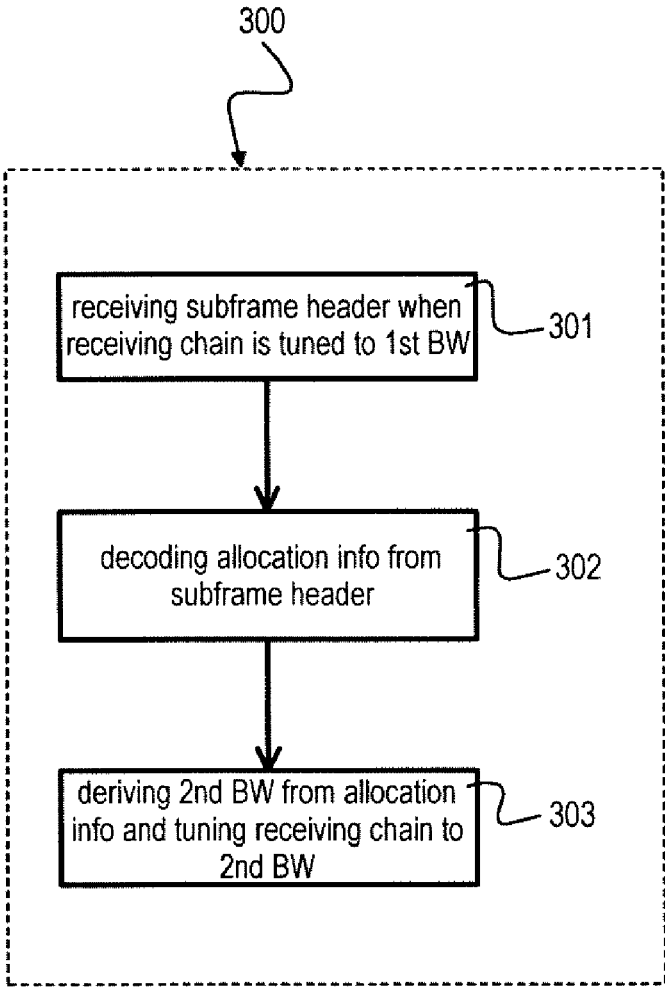 300
receiving subframe header when
receiving chain is tuned to 1st BW
301
decoding allocation info from
subframe header
302
deriving 2nd BW from allocation
info and tuning receiving chain to
2nd BW
303